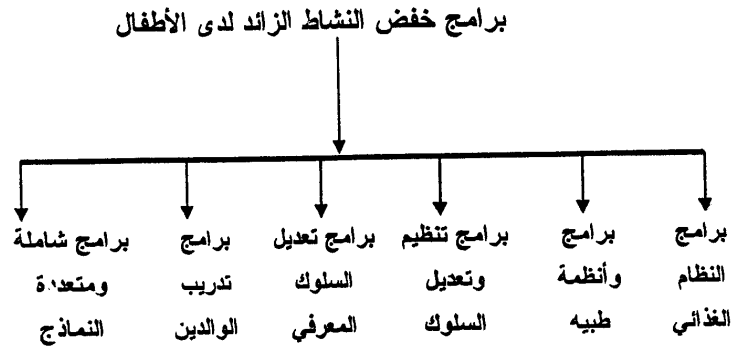 برامج خفض النشاط الزائد لدى الأطفال
برامج
النظام
الغذائي
برامج
وأنظمة
طبيه
برامج تنظيم
وتعديل
السلوك
برامج تعديل
السلوك
المعرفي
برامج
تدريب
الوالدين
برامج شاملة
ومتعددة
النماذج